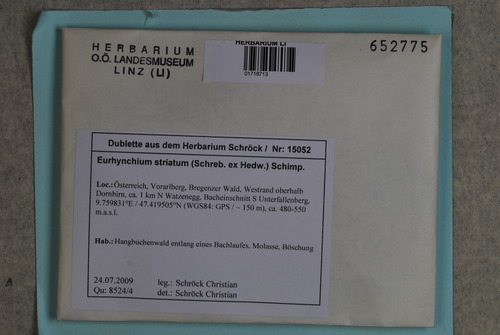 HERBARIUM
O.Ö. LANDESMUSEUM
LINZ (LI)
HERBARIUM LI
01716713
652775
Dublette aus dem Herbarium Schröck / Nr: 15052
Eurhynchium striatum (Schreb. ex Hedw.) Schimp.
Loc.: Österreich, Vorarlberg, Bregenzer Wald, Westrand oberhalb
Dornbirn, ca. 1 km N Watzenegg, Bacheinschnitt S Unterfallenberg,
9.759831°E / 47.419505°N (WGS84: GPS / ~ 150 m), ca. 480-550
m.a.s.l.
Hab.: Hangbuchenwald entlang eines Bachlaufes, Molasse, Böschung
24.07.2009 leg.: Schröck Christian
Qu: 8524/4 det.: Schröck Christian